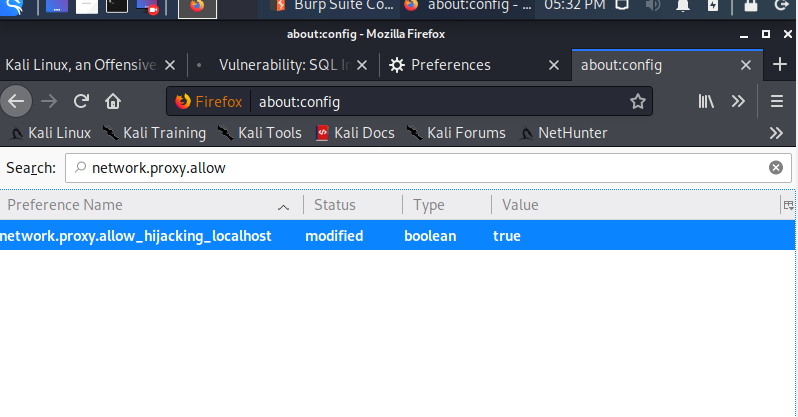 Burp Suite Co... about:config - ... 05:32 PM
about:config - Mozilla Firefox
Kali Linux, an Offensive Vulnerability: SQL In Preferences about:config
Firefox about:config
Kali Linux Kali Training Kali Tools Kali Docs Kali Forums NetHunter
Search: network.proxy.allow
Preference Name Status Type Value
network.proxy.allow_hijacking_localhost modified boolean true